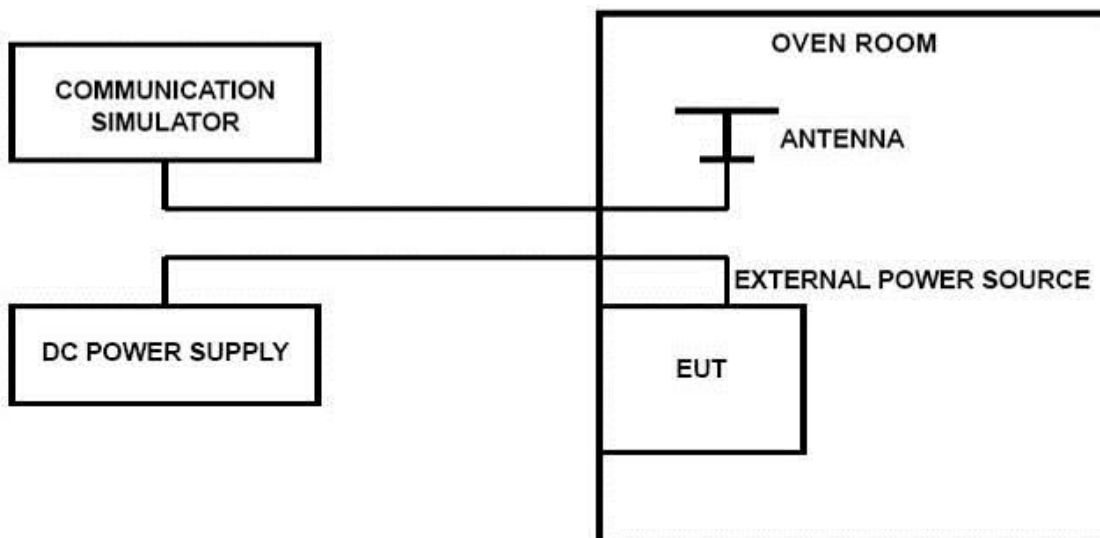 OVEN ROOM
COMMUNICATION
SIMULATOR
ANTENNA
EXTERNAL POWER SOURCE
DC POWER SUPPLY
EUT